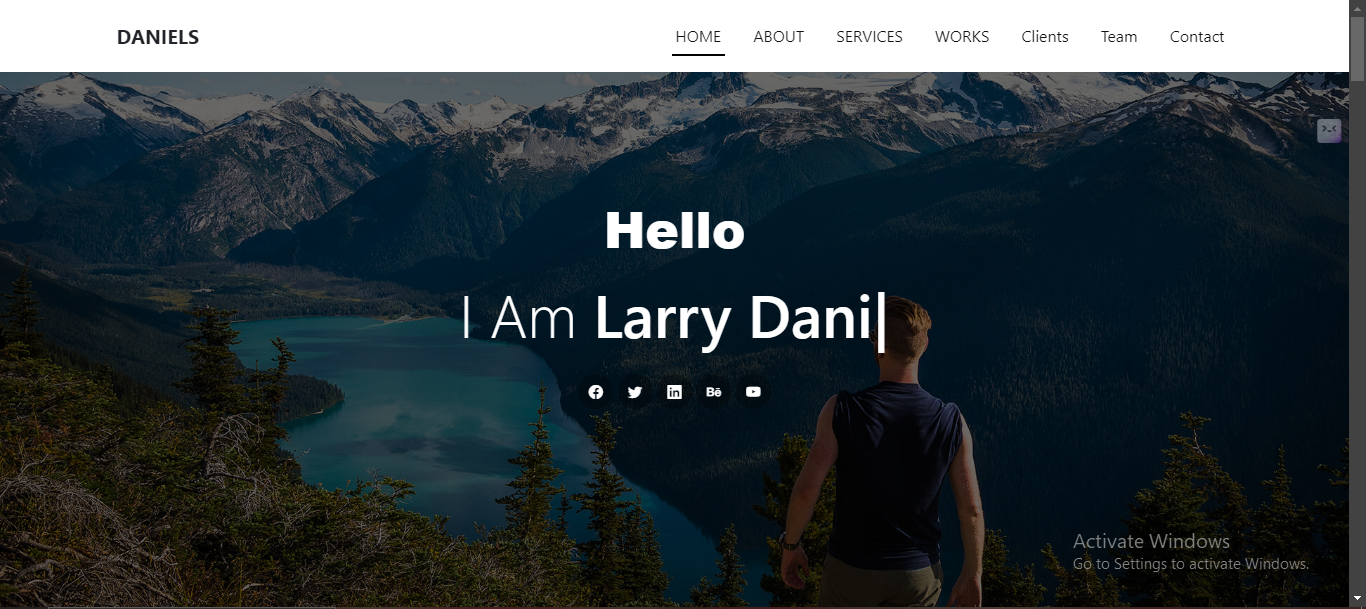 DANIELS
HOME ABOUT SERVICES WORKS Clients Team Contact
Hello
I Am Larry Dani|
Bē
Activate Windows
Go to Settings to activate Windows.